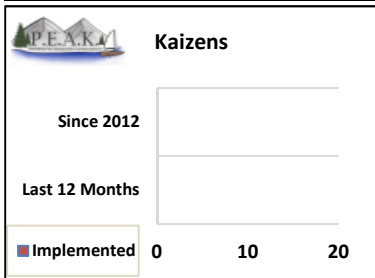 P.E.A.K.
Kaizens
Since 2012
Last 12 Months
Implemented
0 10 20